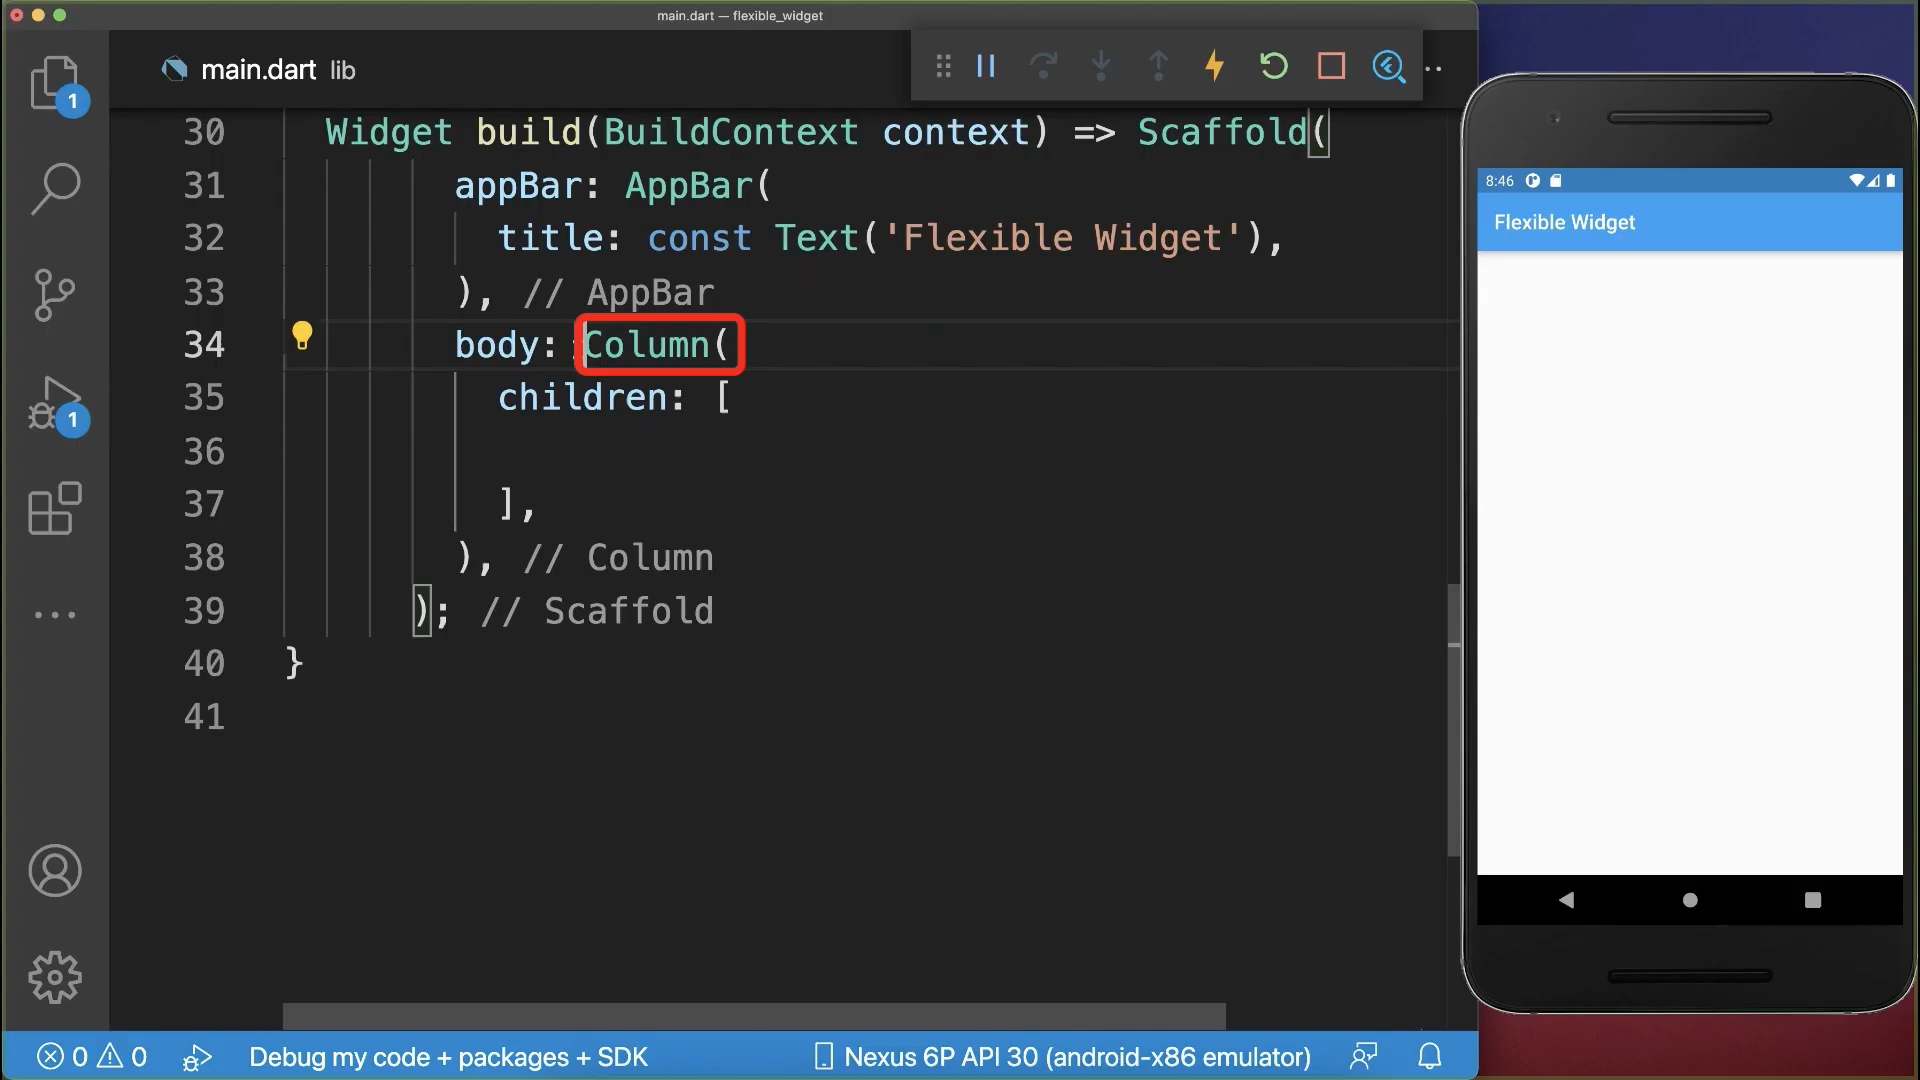 main.dart — flexible_widget
main.dart lib
1
30 Widget build(BuildContext context) => Scaffold(
31 appBar: AppBar(
32 title: const Text('Flexible Widget'),
33 ), // AppBar
34 body: Column(
35 children: [
36
37 ],
38 ), // Column
39 ); // Scaffold
40 }
41
1
8:46
Flexible Widget
0 0 Debug my code + packages + SDK Nexus 6P API 30 (android-x86 emulator)